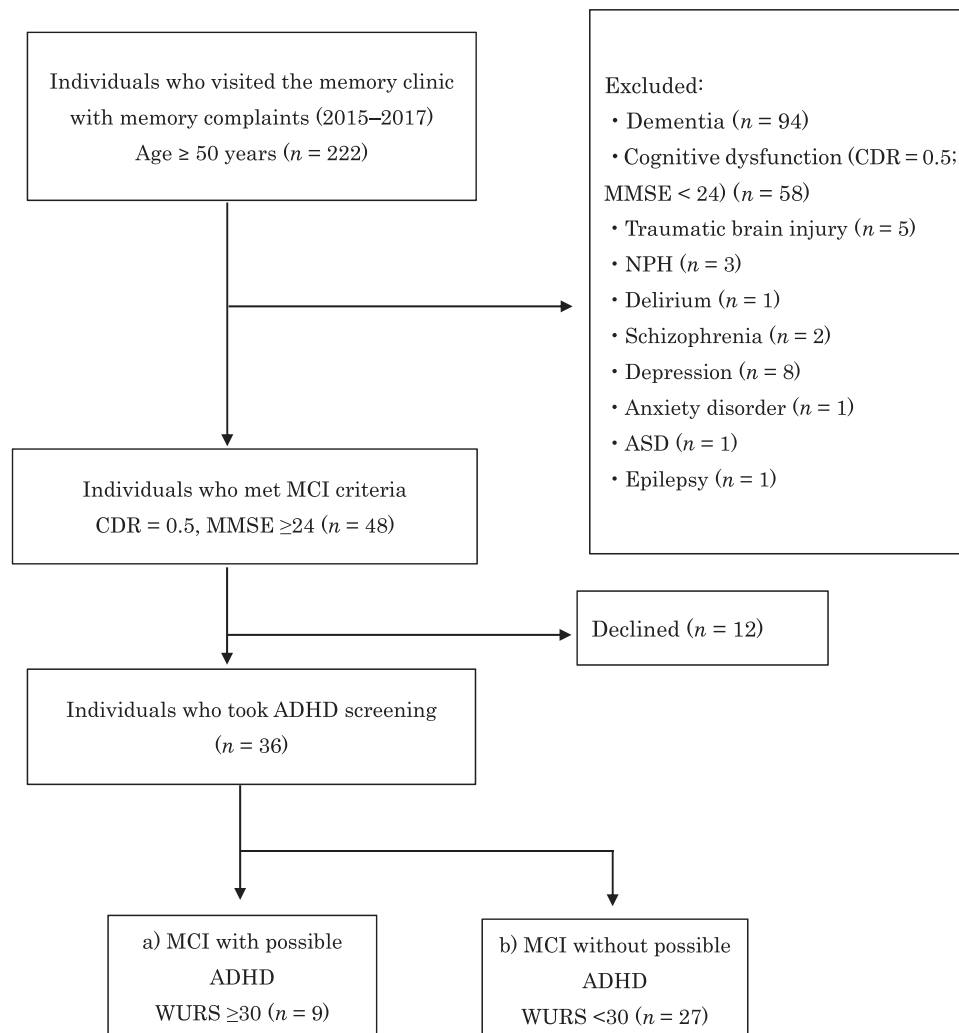 Individuals who visited the memory clinic
with memory complaints (2015–2017)
Age ≥ 50 years (n = 222)
Excluded:
・Dementia (n = 94)
・Cognitive dysfunction (CDR = 0.5;
MMSE < 24) (n = 58)
・Traumatic brain injury (n = 5)
・NPH (n = 3)
・Delirium (n = 1)
・Schizophrenia (n = 2)
・Depression (n = 8)
・Anxiety disorder (n = 1)
・ASD (n = 1)
・Epilepsy (n = 1)
Individuals who met MCI criteria
CDR = 0.5, MMSE ≥24 (n = 48)
Declined (n = 12)
Individuals who took ADHD screening
(n = 36)
a) MCI with possible
ADHD
WURS ≥30 (n = 9)
b) MCI without possible
ADHD
WURS <30 (n = 27)